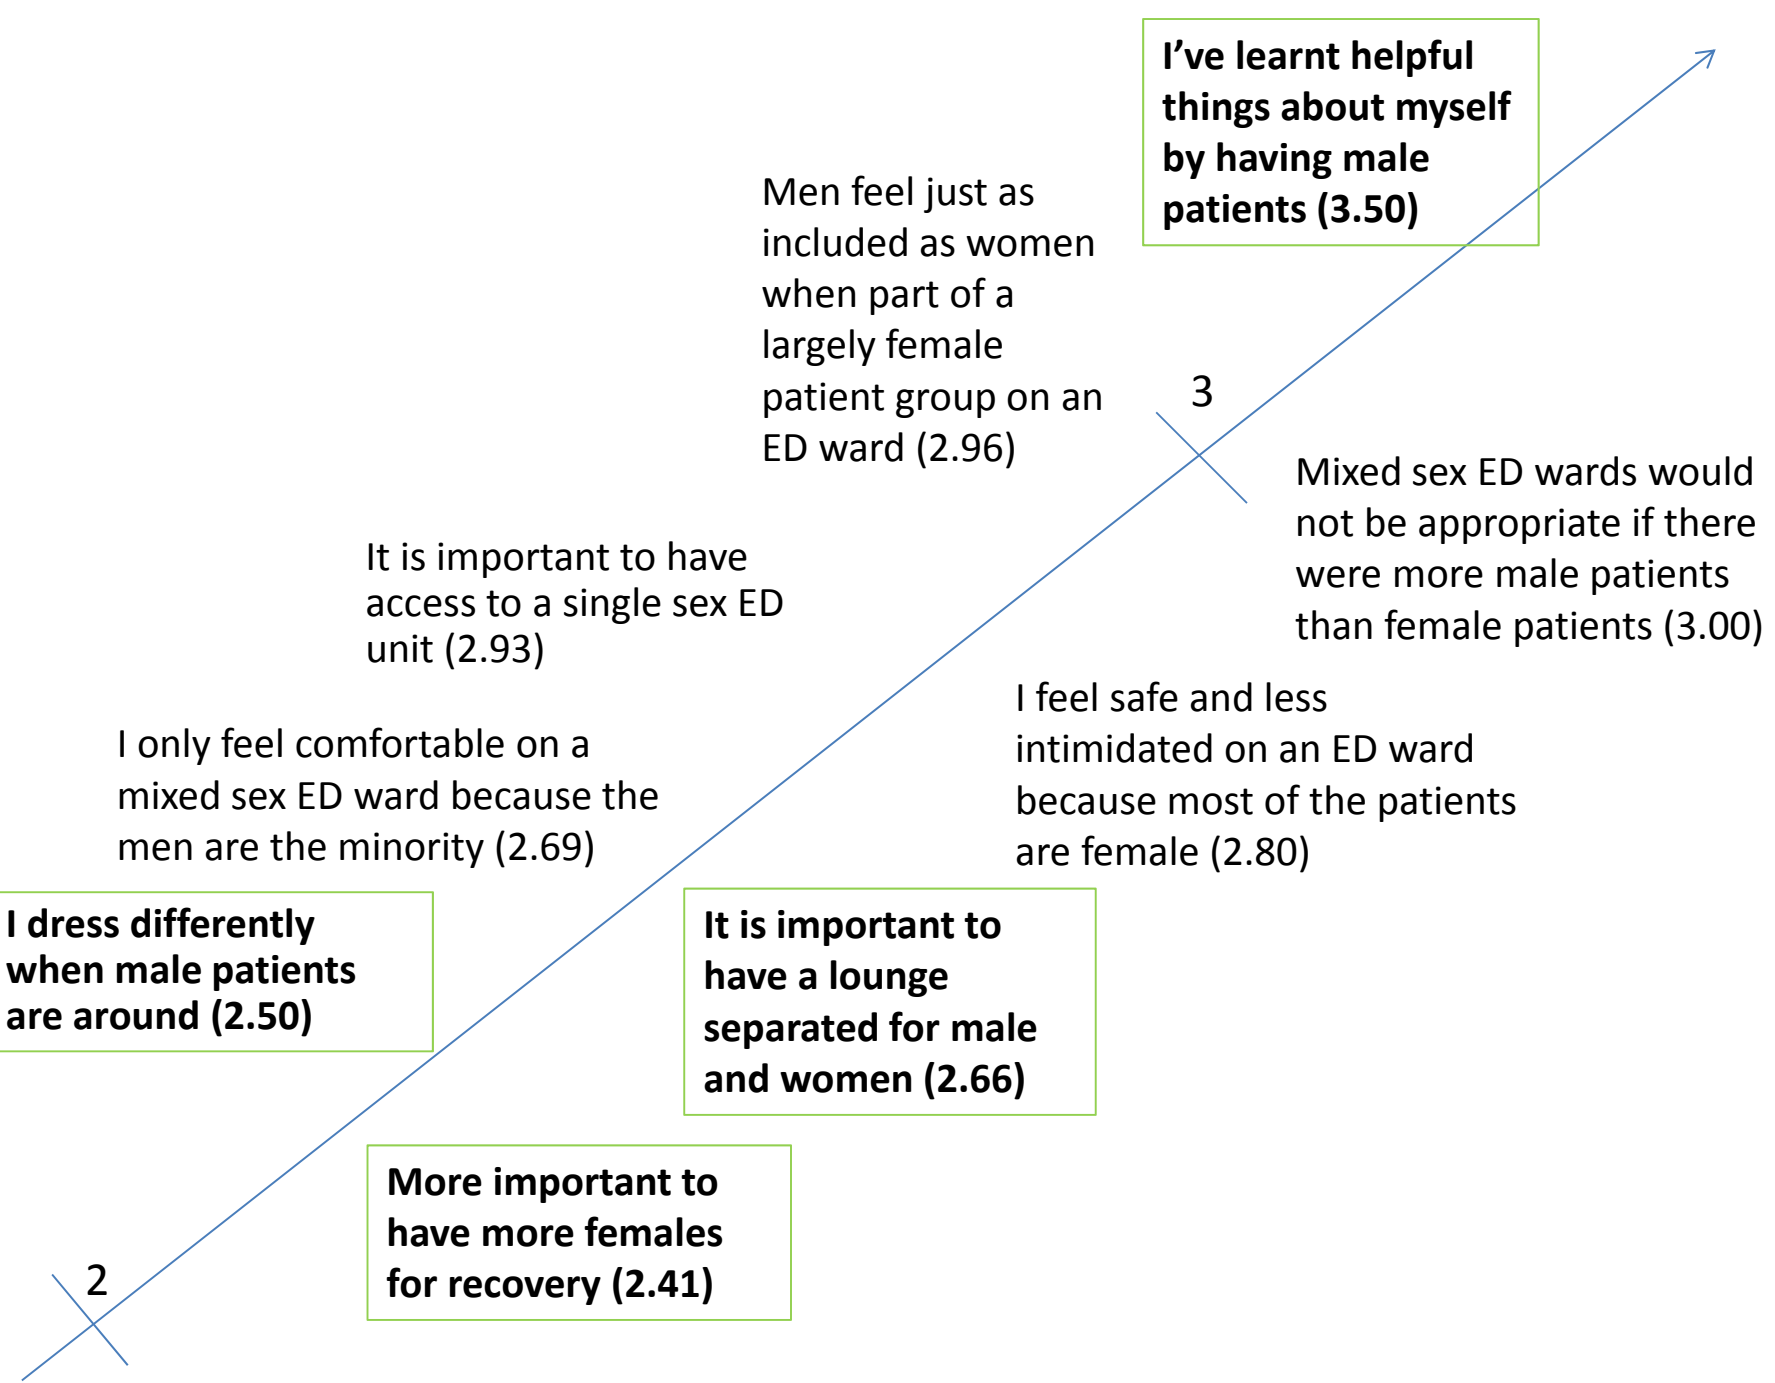 I’ve learnt helpful
things about myself
by having male
patients (3.50)
Men feel just as
included as women
when part of a
largely female
patient group on an
ED ward (2.96)
3
Mixed sex ED wards would
not be appropriate if there
were more male patients
than female patients (3.00)
It is important to have
access to a single sex ED
unit (2.93)
I feel safe and less
intimidated on an ED ward
because most of the patients
are female (2.80)
I only feel comfortable on a
mixed sex ED ward because the
men are the minority (2.69)
I dress differently
when male patients
are around (2.50)
It is important to
have a lounge
separated for male
and women (2.66)
More important to
have more females
for recovery (2.41)
2